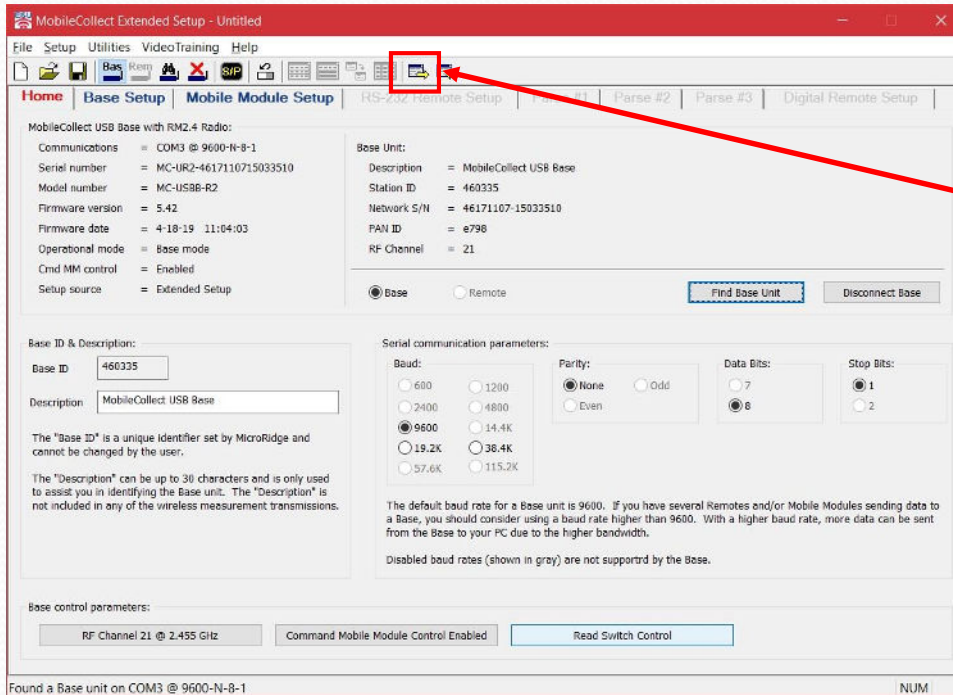 MobileCollect Extended Setup - Untitled
File Setup Utilities VideoTraining Help
Bas Rem S/P
Home Base Setup Mobile Module Setup RS-232 Remote Setup Parse #1 Parse #2 Parse #3 Digital Remote Setup
MobileCollect USB Base with RM2.4 Radio:
Communications = COM3 @ 9600-N-8-1
Serial number = MC-UR2-4617110715033510
Model number = MC-USBB-R2
Firmware version = 5.42
Firmware date = 4-18-19 11:04:03
Operational mode = Base mode
Cmd MM control = Enabled
Setup source = Extended Setup
Base Unit:
Description = MobileCollect USB Base
Station ID = 460335
Network S/N = 46171107-15033510
PAN ID = e798
RF Channel = 21
Base Remote Find Base Unit Disconnect Base
Base ID & Description:
Base ID 460335
Description MobileCollect USB Base
The "Base ID" is a unique identifier set by MicroRidge and
cannot be changed by the user.
The "Description" can be up to 30 characters and is only used
to assist you in identifying the Base unit. The "Description" is
not included in any of the wireless measurement transmissions.
Serial communication parameters:
Baud:
600 1200
2400 4800
9600 14.4K
19.2K 38.4K
57.6K 115.2K
Parity:
None Odd
Even
Data Bits:
7
8
Stop Bits:
1
2
The default baud rate for a Base unit is 9600. If you have several Remotes and/or Mobile Modules sending data to
a Base, you should consider using a baud rate higher than 9600. With a higher baud rate, more data can be sent
from the Base to your PC due to the higher bandwidth.
Disabled baud rates (shown in gray) are not supportrd by the Base.
Base control parameters:
RF Channel 21 @ 2.455 GHz Command Mobile Module Control Enabled Read Switch Control
Found a Base unit on COM3 @ 9600-N-8-1 NUM